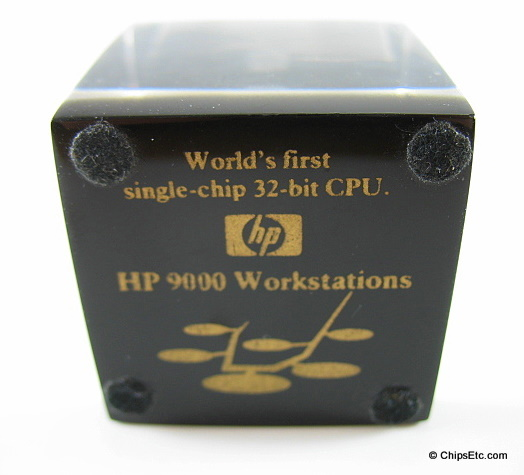 World's first
single-chip 32-bit CPU.
hp
HP 9000 Workstations
© ChipsEtc.com